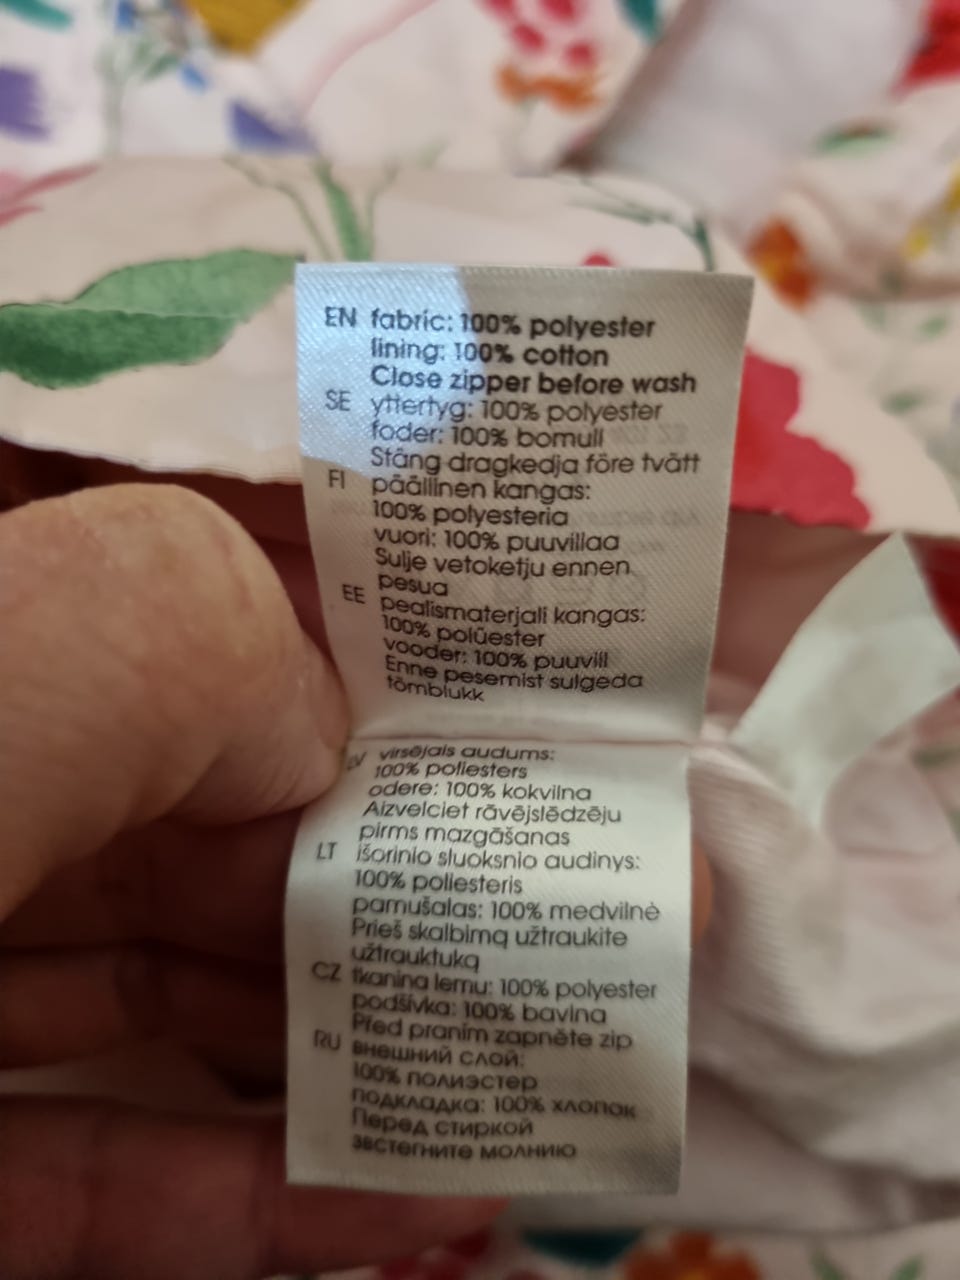 EN fabric: 100% polyester
lining: 100% cotton
Close zipper before wash
SE yttertyg: 100% polyester
foder: 100% bomull
Stäng dragkedja före tvätt
FI päällinen kangas:
100% polyesteria
vuori: 100% puuvillaa
Sulje vetoketju ennen
pesua
EE pealismaterjali kangas:
100% polüester
vooder: 100% puuvill
Enne pesemist sulgeda
tõmblukk
LV virsējais audums:
100% poliesters
odere: 100% kokvilna
Aizvelciet rāvējslēdzēju
pirms mazgāšanas
LT išorinio sluoksnio audinys:
100% poliesteris
pamušalas: 100% medvilnė
Prieš skalbimą užtraukite
užtrauktuką
CZ tkanina lemu: 100% polyester
podšívka: 100% bavlna
Před praním zapněte zip
RU внешний слой:
100% полиэстер
подкладка: 100% хлопок
Перед стиркой
застегните молнию